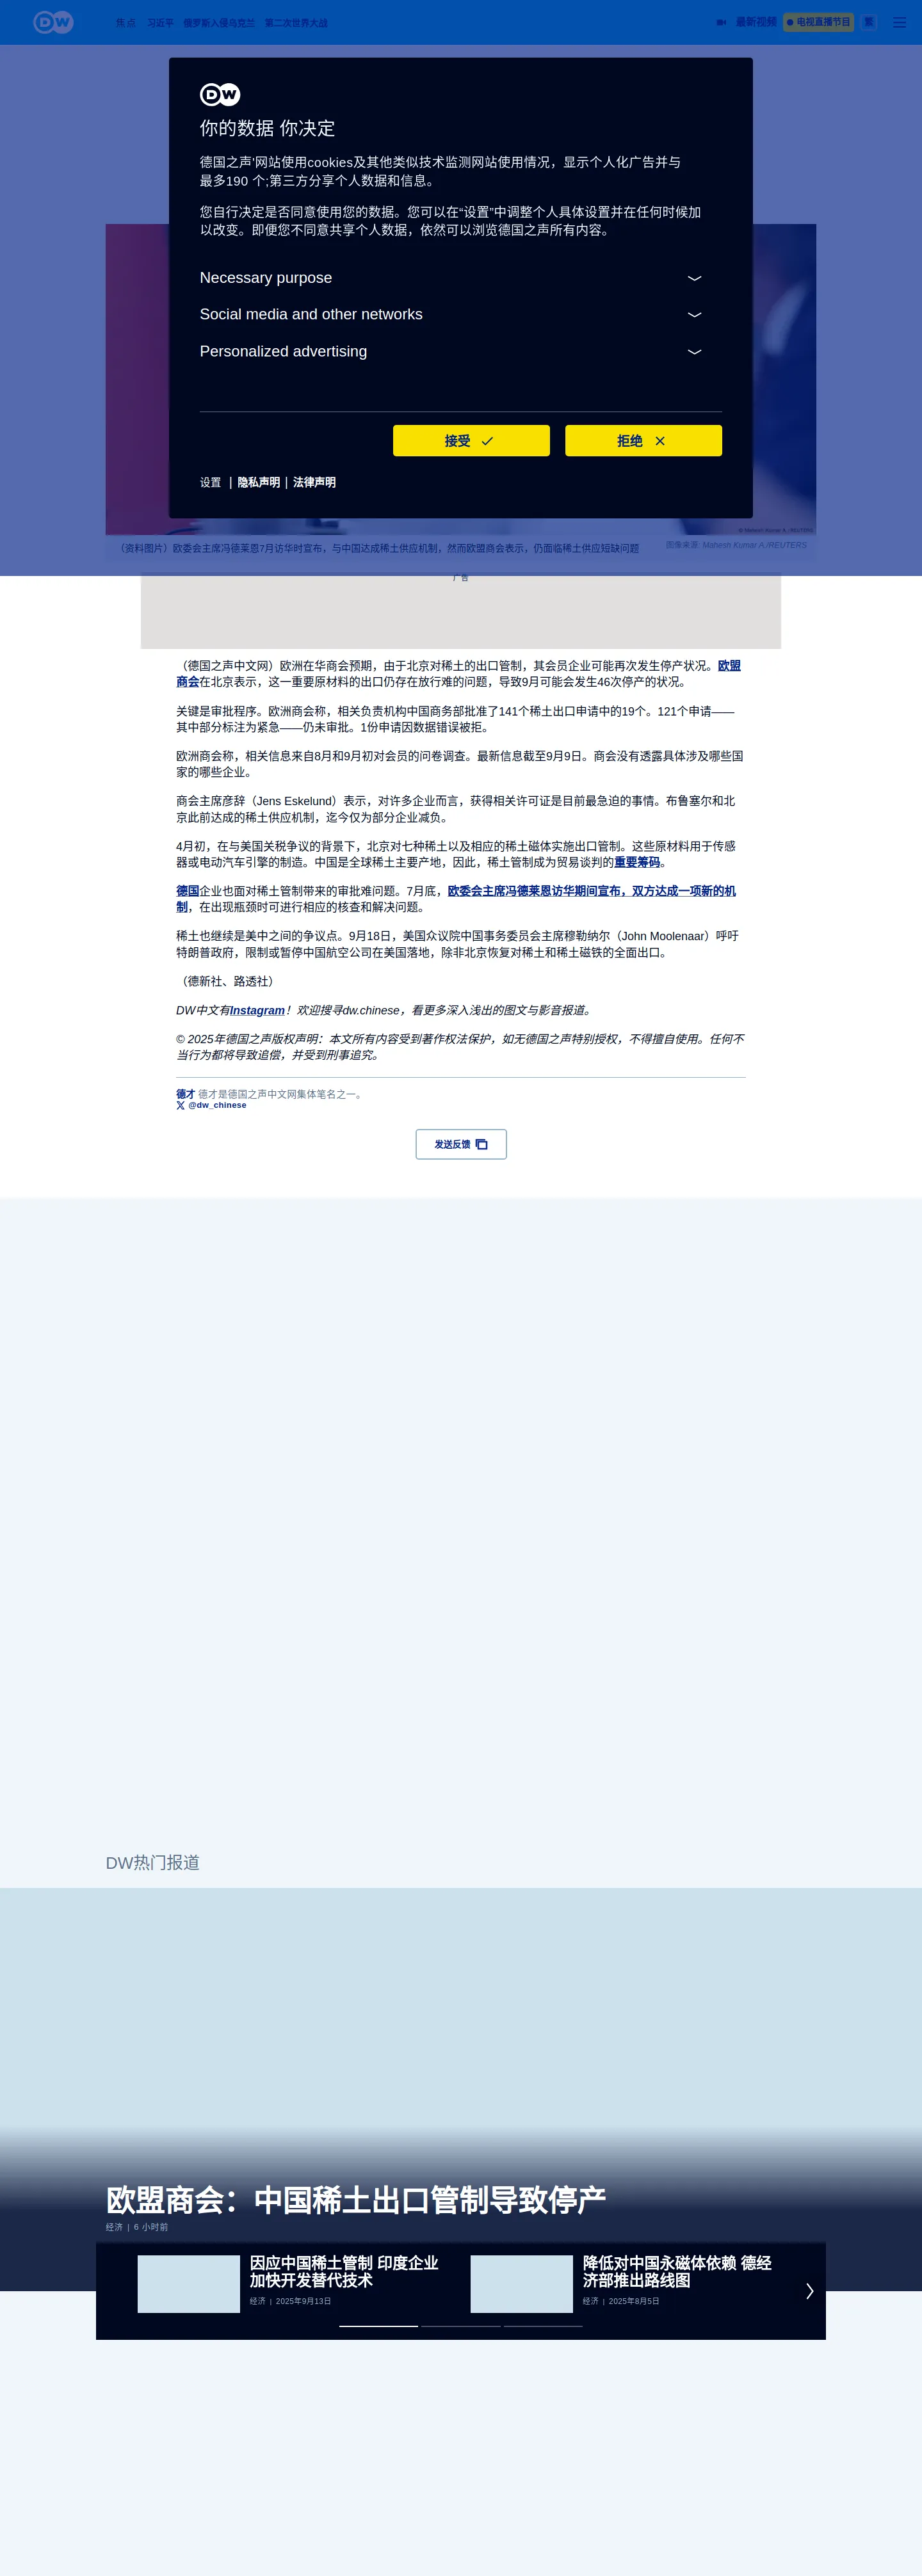 DW
焦点 习近平 俄罗斯入侵乌克兰 第二次世界大战
最新视频 电视直播节目 繁
DW
你的数据 你决定
德国之声'网站使用cookies及其他类似技术监测网站使用情况，显示个人化广告并与
最多190 个;第三方分享个人数据和信息。
您自行决定是否同意使用您的数据。您可以在“设置”中调整个人具体设置并在任何时候加
以改变。即便您不同意共享个人数据，依然可以浏览德国之声所有内容。
Necessary purpose
Social media and other networks
Personalized advertising
接受
拒绝
设置 | 隐私声明 | 法律声明
© Mahesh Kumar A./REUTERS
（资料图片）欧委会主席冯德莱恩7月访华时宣布，与中国达成稀土供应机制，然而欧盟商会表示，仍面临稀土供应短缺问题
图像来源: Mahesh Kumar A./REUTERS
广告
（德国之声中文网）欧洲在华商会预期，由于北京对稀土的出口管制，其会员企业可能再次发生停产状况。欧盟
商会在北京表示，这一重要原材料的出口仍存在放行难的问题，导致9月可能会发生46次停产的状况。
关键是审批程序。欧洲商会称，相关负责机构中国商务部批准了141个稀土出口申请中的19个。121个申请——
其中部分标注为紧急——仍未审批。1份申请因数据错误被拒。
欧洲商会称，相关信息来自8月和9月初对会员的问卷调查。最新信息截至9月9日。商会没有透露具体涉及哪些国
家的哪些企业。
商会主席彦辞（Jens Eskelund）表示，对许多企业而言，获得相关许可证是目前最急迫的事情。布鲁塞尔和北
京此前达成的稀土供应机制，迄今仅为部分企业减负。
4月初，在与美国关税争议的背景下，北京对七种稀土以及相应的稀土磁体实施出口管制。这些原材料用于传感
器或电动汽车引擎的制造。中国是全球稀土主要产地，因此，稀土管制成为贸易谈判的重要筹码。
德国企业也面对稀土管制带来的审批难问题。7月底，欧委会主席冯德莱恩访华期间宣布，双方达成一项新的机
制，在出现瓶颈时可进行相应的核查和解决问题。
稀土也继续是美中之间的争议点。9月18日，美国众议院中国事务委员会主席穆勒纳尔（John Moolenaar）呼吁
特朗普政府，限制或暂停中国航空公司在美国落地，除非北京恢复对稀土和稀土磁铁的全面出口。
（德新社、路透社）
DW中文有Instagram！欢迎搜寻dw.chinese，看更多深入浅出的图文与影音报道。
© 2025年德国之声版权声明：本文所有内容受到著作权法保护，如无德国之声特别授权，不得擅自使用。任何不
当行为都将导致追偿，并受到刑事追究。
德才 德才是德国之声中文网集体笔名之一。
@dw_chinese
发送反馈
DW热门报道
欧盟商会：中国稀土出口管制导致停产
经济 | 6 小时前
因应中国稀土管制 印度企业
加快开发替代技术
经济 | 2025年9月13日
降低对中国永磁体依赖 德经
济部推出路线图
经济 | 2025年8月5日